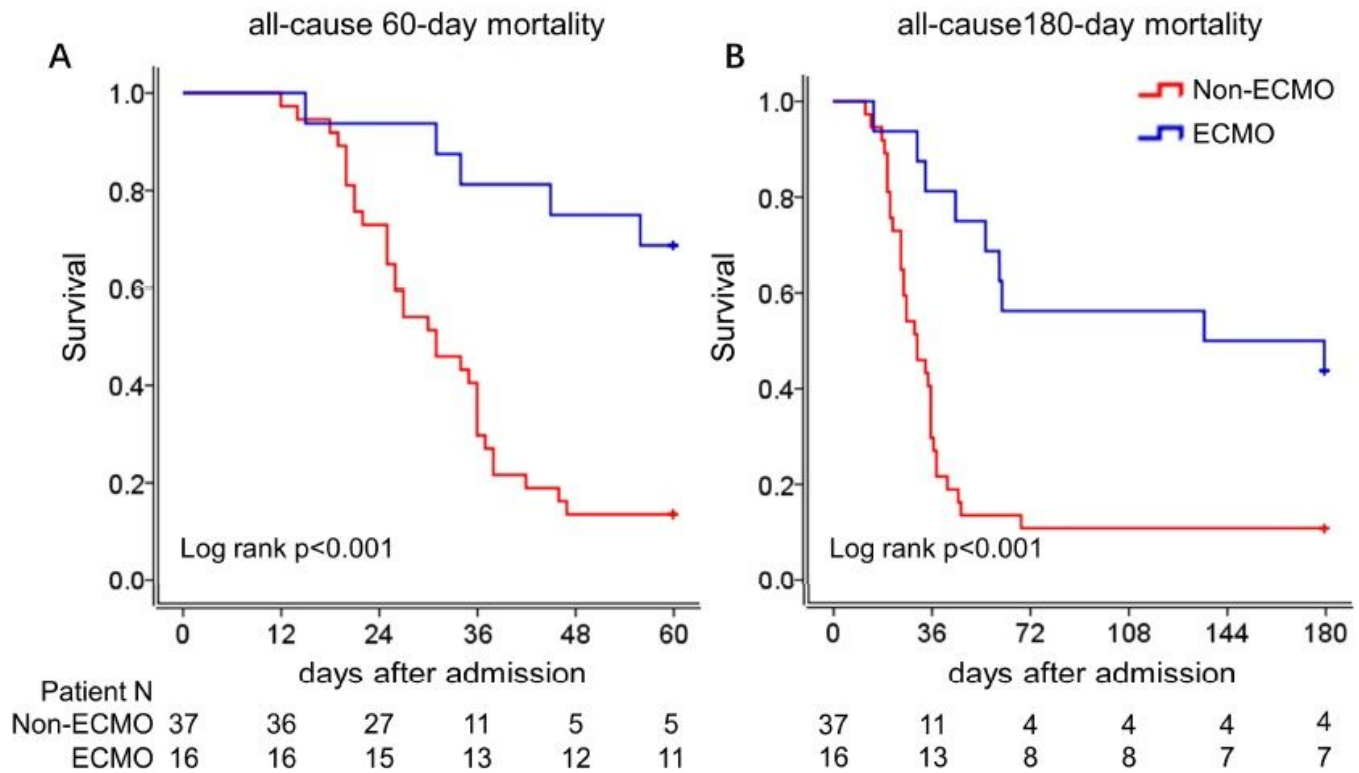 all-cause 60-day mortality
A
1.0
0.8
0.6
0.4
0.2
0.0
Survival
Log rank p<0.001
0 12 24 36 48 60
days after admission
all-cause180-day mortality
B
Non-ECMO
ECMO
1.0
0.8
0.6
0.4
0.2
0.0
Survival
Log rank p<0.001
0 36 72 108 144 180
days after admission
Patient N
Non-ECMO 37 36 27 11 5 5 37 11 4 4 4 4
ECMO 16 16 15 13 12 11 16 13 8 8 7 7